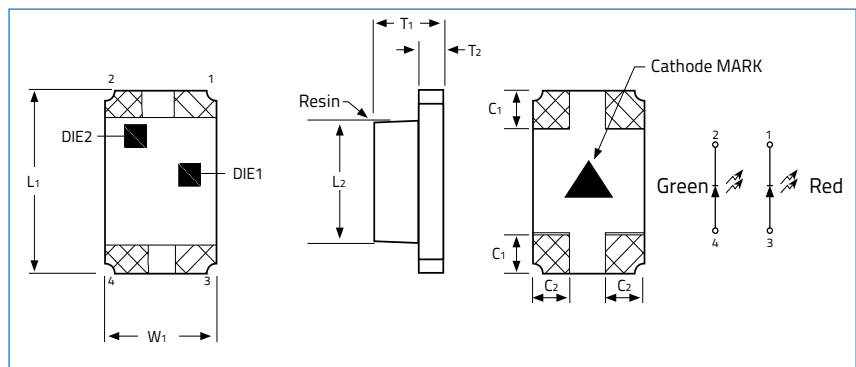 2
1
DIE2
DIE1
L1
4
3
W1
T1
T2
Resin
L2
Cathode MARK
C1
C1
C2
C2
Green
2
4
1
3
Red